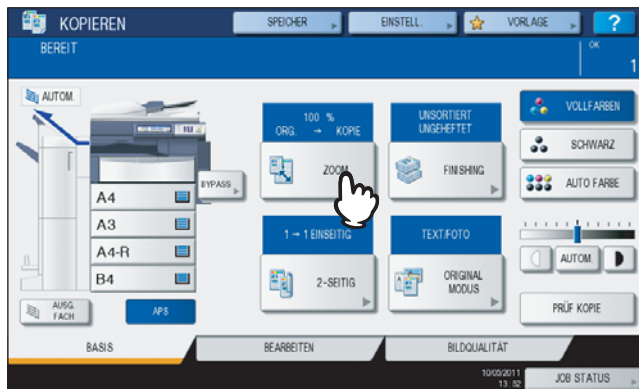 KOPIEREN
SPEICHER
EINSTELL.
VORLAGE
?
BEREIT
OK
1
AUTOM.
100 %
ORG. → KOPIE
ZOOM
UNSORTIERT
UNGEHEFTET
FINISHING
VOLLFARBEN
SCHWARZ
AUTO FARBE
BYPASS
A4
A3
A4-R
B4
1 → 1 EINSEITIG
2-SEITIG
TEXT/FOTO
ORIGINAL
MODUS
AUTOM.
AUSG.
FACH
APS
PRÜF KOPIE
BASIS
BEARBEITEN
BILDQUALITÄT
10/05/2011
13:52
JOB STATUS